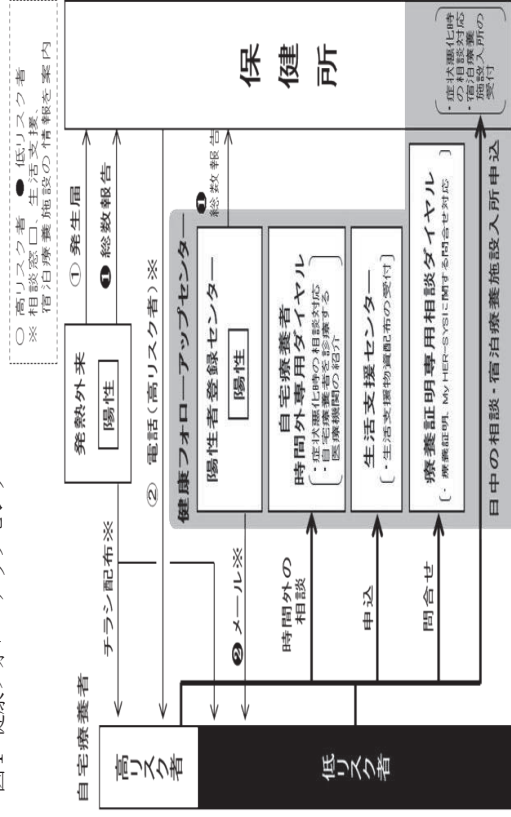 ○ 高リスク者 ● 低リスク者
※ 相談窓口、生活支援、
宿泊療養施設の情報を案内
自宅療養者
高リスク者
低リスク者
チラシ配布※
発熱外来
陽性
① 発生届
❶ 総数報告
② 電話(高リスク者)※
健康フォローアップセンター
陽性者登録センター
陽性
❶
総数報告
❷ メール※
時間外の
相談
自宅療養者
時間外専用ダイヤル
・症状悪化時の相談対応
・自宅療養者を診療する
医療機関の紹介
申込
生活支援センター
・生活支援物資配布の受付
問合せ
療養証明専用相談ダイヤル
・療養証明、MyHER-SYSに関する問合せ対応
日中の相談・宿泊療養施設入所申込
保健所
・症状悪化時
の相談対応
・宿泊療養
施設入所の
受付